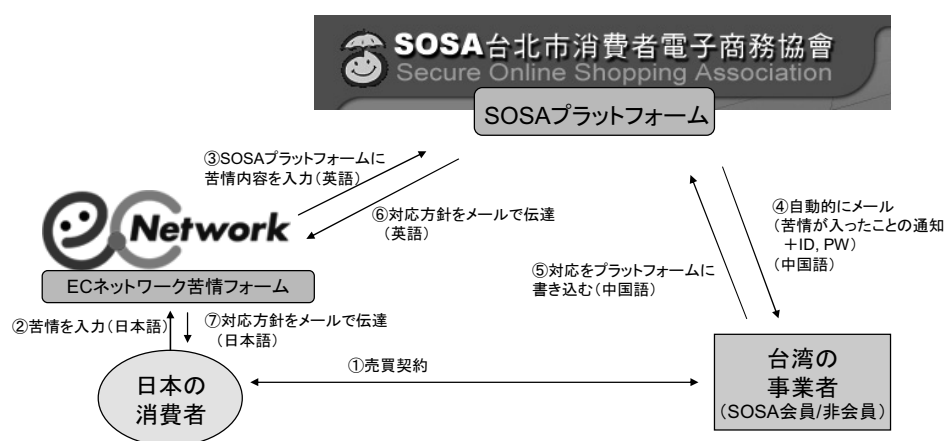 SOSA台北市消費者電子商務協會
Secure Online Shopping Association
SOSAプラットフォーム
③SOSAプラットフォームに
苦情内容を入力(英語)
⑥対応方針をメールで伝達
(英語)
④自動的にメール
(苦情が入ったことの通知
+ID, PW)
(中国語)
⑤対応をプラットフォームに
書き込む(中国語)
ec Network
ECネットワーク苦情フォーム
②苦情を入力(日本語)
⑦対応方針をメールで伝達
(日本語)
①売買契約
日本の
消費者
台湾の
事業者
(SOSA会員/非会員)